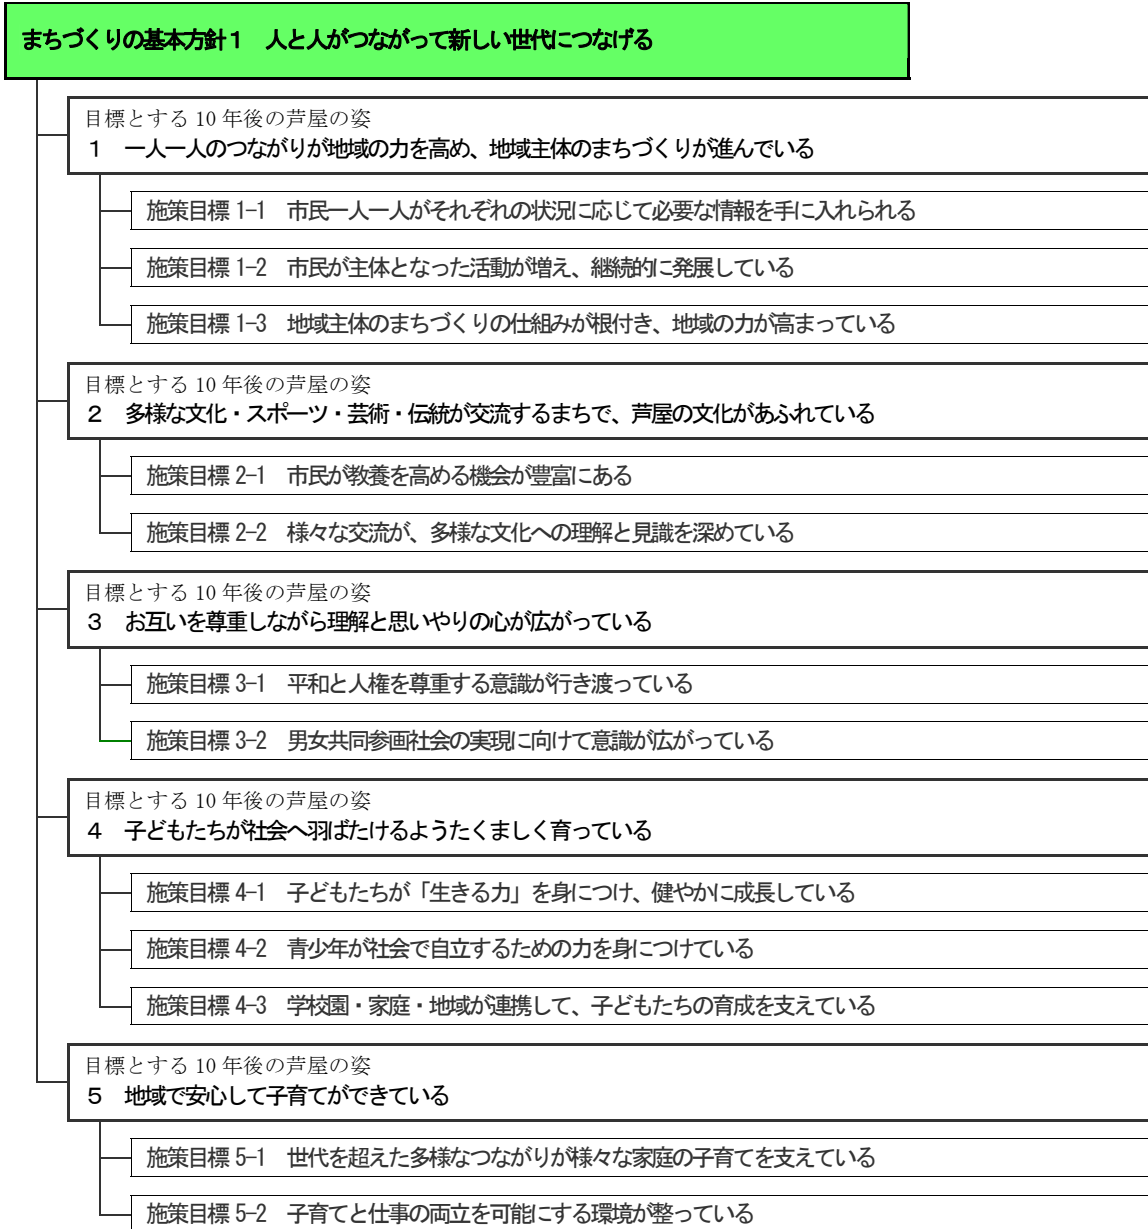 まちづくりの基本方針1　人と人がつながって新しい世代につなげる
目標とする 10 年後の芦屋の姿
１　一人一人のつながりが地域の力を高め、地域主体のまちづくりが進んでいる
施策目標 1-1　市民一人一人がそれぞれの状況に応じて必要な情報を手に入れられる
施策目標 1-2　市民が主体となった活動が増え、継続的に発展している
施策目標 1-3　地域主体のまちづくりの仕組みが根付き、地域の力が高まっている
目標とする 10 年後の芦屋の姿
２　多様な文化・スポーツ・芸術・伝統が交流するまちで、芦屋の文化があふれている
施策目標 2-1　市民が教養を高める機会が豊富にある
施策目標 2-2　様々な交流が、多様な文化への理解と見識を深めている
目標とする 10 年後の芦屋の姿
３　お互いを尊重しながら理解と思いやりの心が広がっている
施策目標 3-1　平和と人権を尊重する意識が行き渡っている
施策目標 3-2　男女共同参画社会の実現に向けて意識が広がっている
目標とする 10 年後の芦屋の姿
４　子どもたちが社会へ羽ばたけるようたくましく育っている
施策目標 4-1　子どもたちが「生きる力」を身につけ、健やかに成長している
施策目標 4-2　青少年が社会で自立するための力を身につけている
施策目標 4-3　学校園・家庭・地域が連携して、子どもたちの育成を支えている
目標とする 10 年後の芦屋の姿
５　地域で安心して子育てができている
施策目標 5-1　世代を超えた多様なつながりが様々な家庭の子育てを支えている
施策目標 5-2　子育てと仕事の両立を可能にする環境が整っている